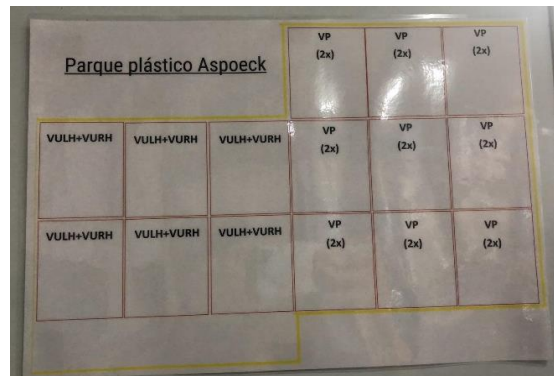 Parque plástico Aspoeck
VP VP VP
(2x) (2x) (2x)
VULH+VURH VULH+VURH VULH+VURH VP VP VP
(2x) (2x) (2x)
VULH+VURH VULH+VURH VULH+VURH VP VP VP
(2x) (2x) (2x)